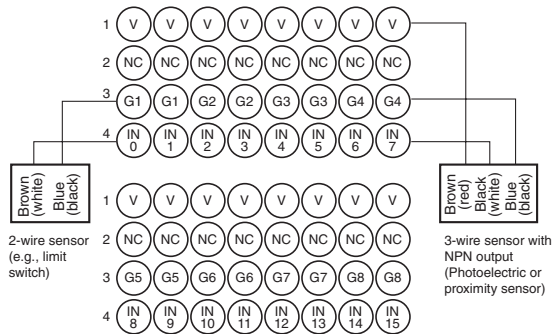 1 V V V V V V V V
2 NC NC NC NC NC NC NC NC
3 G1 G1 G2 G2 G3 G3 G4 G4
4 IN 0 IN 1 IN 2 IN 3 IN 4 IN 5 IN 6 IN 7
Brown (white)
Blue (black)
2-wire sensor
(e.g., limit
switch)
Brown (red)
Black (white)
Blue (black)
3-wire sensor with
NPN output
(Photoelectric or
proximity sensor)
1 V V V V V V V V
2 NC NC NC NC NC NC NC NC
3 G5 G5 G6 G6 G7 G7 G8 G8
4 IN 8 IN 9 IN 10 IN 11 IN 12 IN 13 IN 14 IN 15